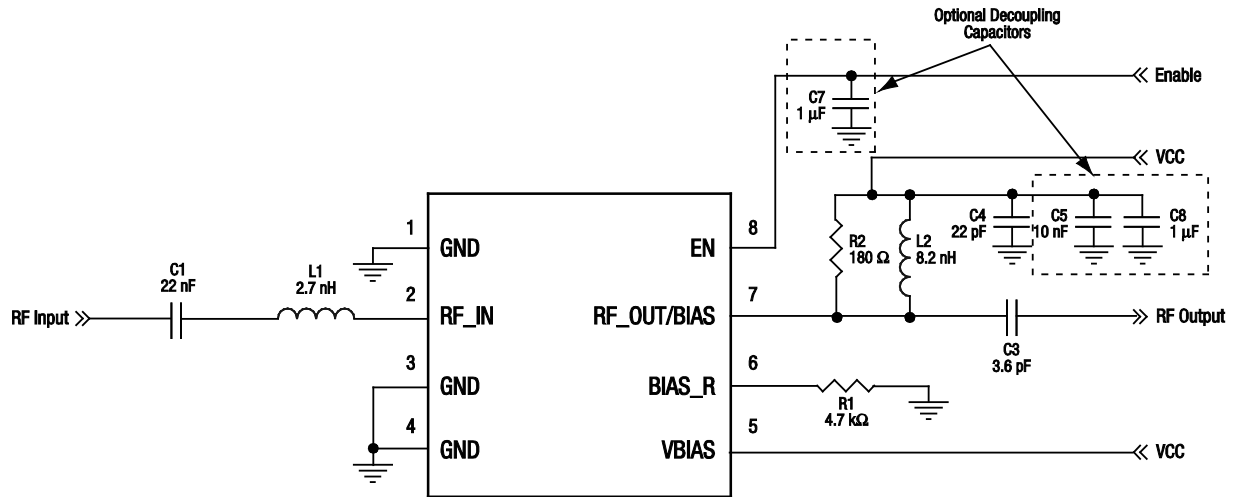 Optional Decoupling
Capacitors
Enable
C7
1 µF
VCC
C4
22 pF
C5
10 nF
C8
1 µF
R2
180 Ω
L2
8.2 nH
1
GND
8
EN
C1
22 nF
L1
2.7 nH
RF Input
2
RF_IN
7
RF_OUT/BIAS
RF Output
C3
3.6 pF
3
GND
6
BIAS_R
R1
4.7 kΩ
4
GND
5
VBIAS
VCC